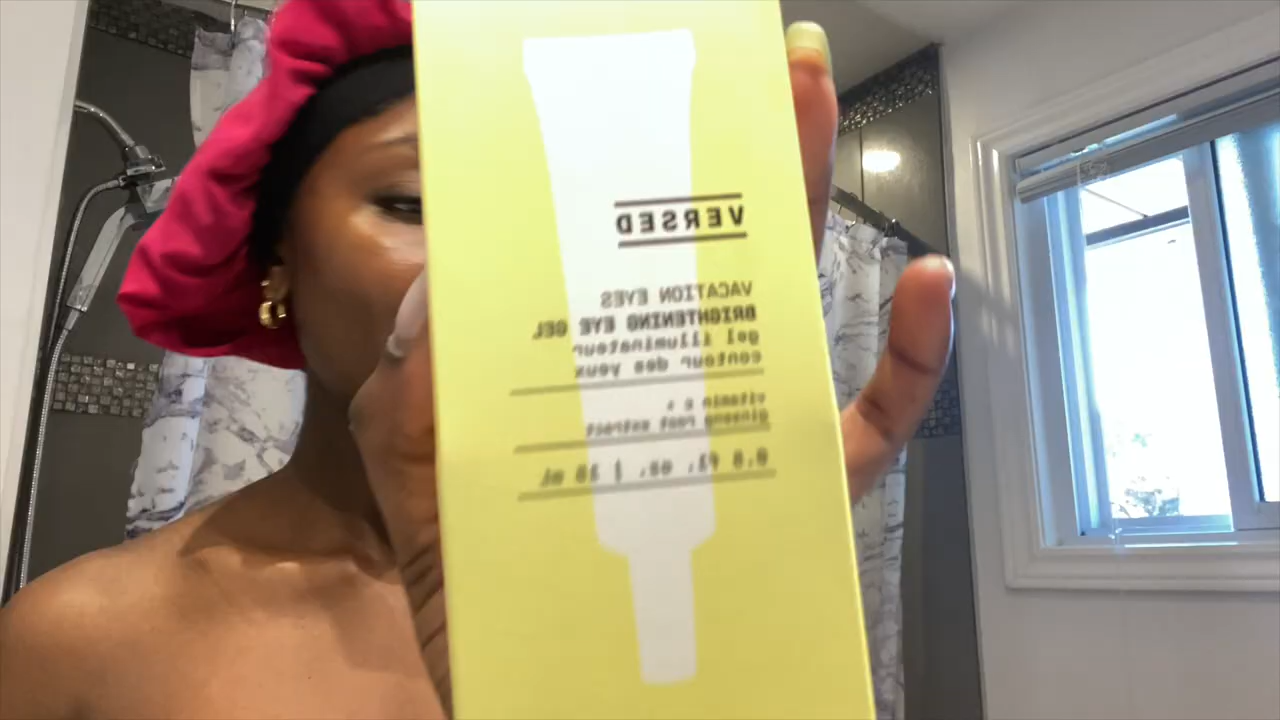 VERSED
VACATION EYES
BRIGHTENING EYE GEL
gel illuminateur
contour des yeux
vitamin c +
ginseng root extract
0.5 fl. oz. | 15 mL